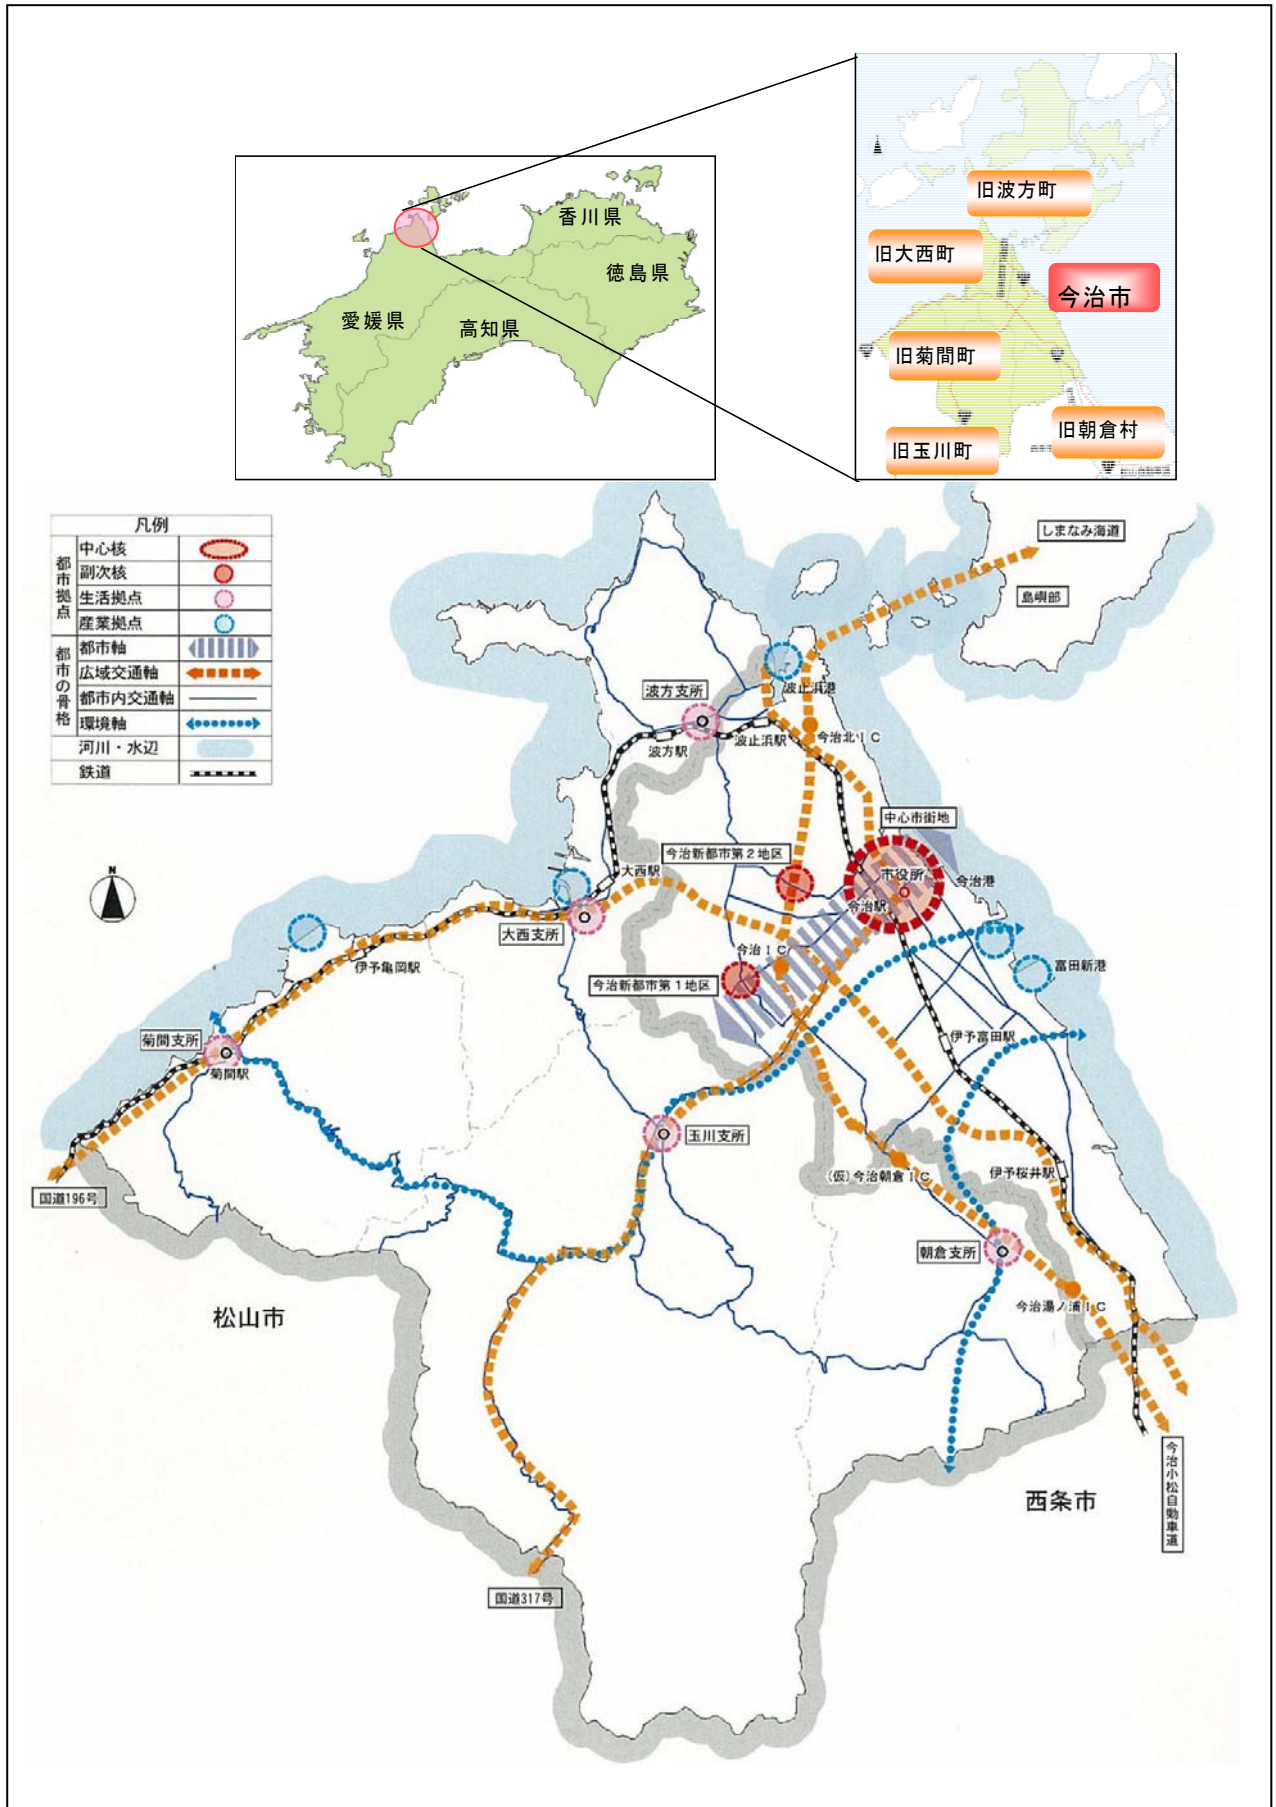 香川県
徳島県
愛媛県
高知県
旧波方町
旧大西町
今治市
旧菊間町
旧朝倉村
旧玉川町
凡例
都市拠点
中心核
副次核
生活拠点
産業拠点
都市の骨格
都市軸
広域交通軸
都市内交通軸
環境軸
河川・水辺
鉄道
しまなみ海道
島嶼部
波止浜港
波方支所
波方駅
波止浜駅
今治北IC
中心市街地
今治新都市第2地区
大西駅
市役所
今治港
今治駅
大西支所
今治IC
伊予亀岡駅
富田新港
今治新都市第1地区
菊間支所
伊予富田駅
菊間駅
玉川支所
(仮)今治朝倉IC
伊予桜井駅
国道196号
朝倉支所
今治湯ノ浦IC
松山市
西条市
今治小松自動車道
国道317号
N